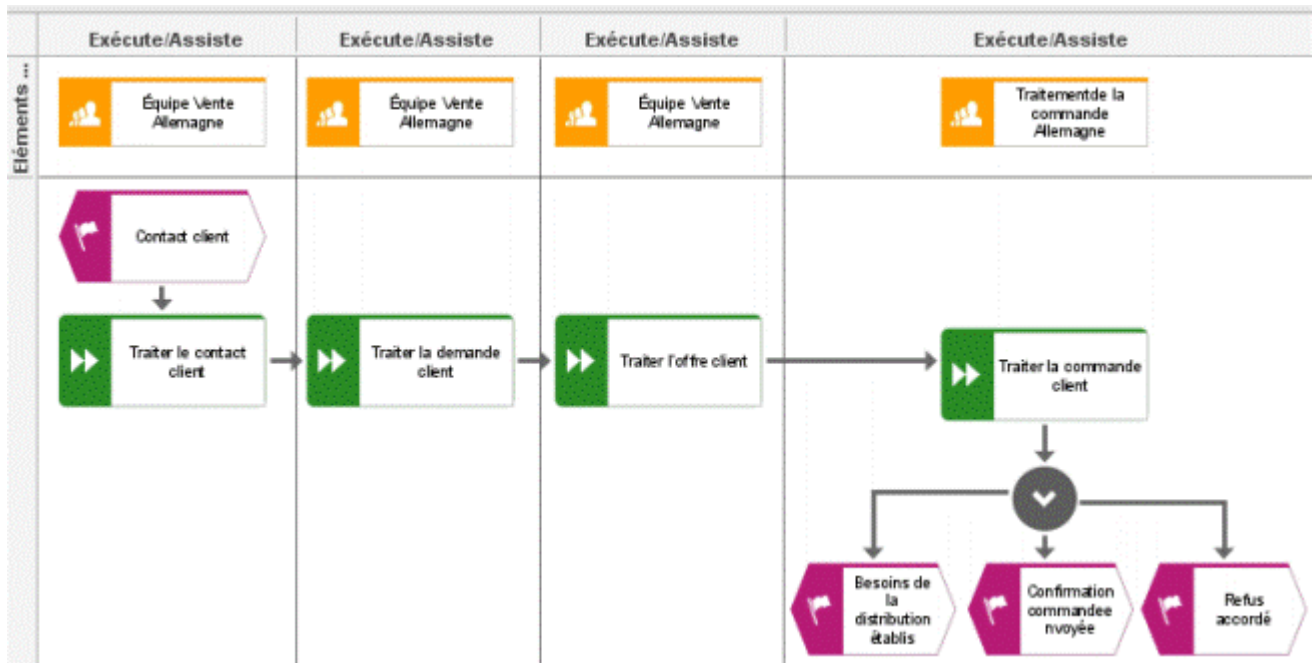 Exécute/Assiste
Exécute/Assiste
Exécute/Assiste
Exécute/Assiste
Eléments ...
Équipe Vente
Allemagne
Équipe Vente
Allemagne
Équipe Vente
Allemagne
Traitementde la
commande
Allemagne
Contact client
Traiter le contact
client
Traiter la demande
client
Traiter l'offre client
Traiter la commande
client
Besoins de
la
distribution
établis
Confirmation
commandee
nvoyée
Refus
accordé